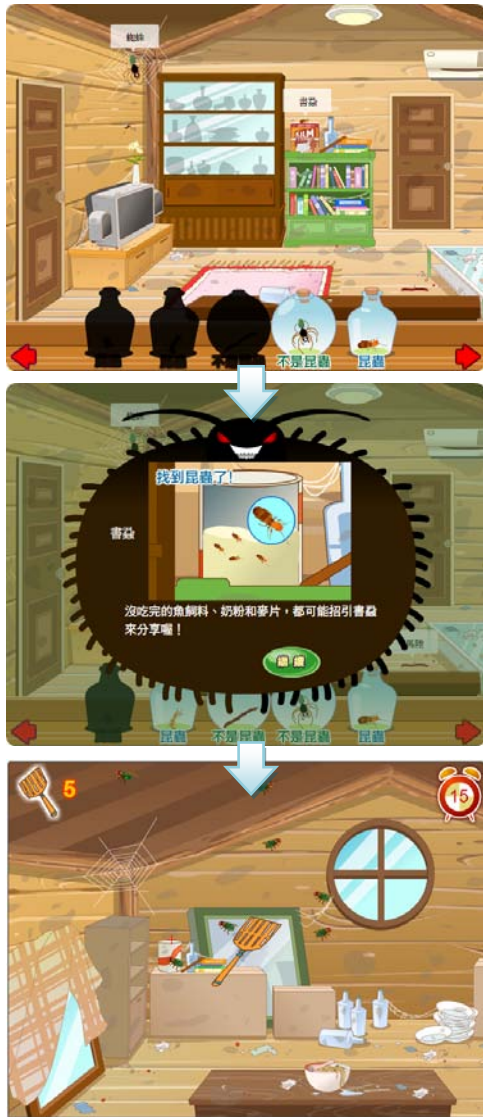 蜘蛛
書蝨
不是昆蟲
昆蟲
找到昆蟲了!
書蝨
沒吃完的魚飼料、奶粉和麥片，都可能招引書蝨
來分享喔！
繼續
昆蟲
不是昆蟲
不是昆蟲
昆蟲
5
15